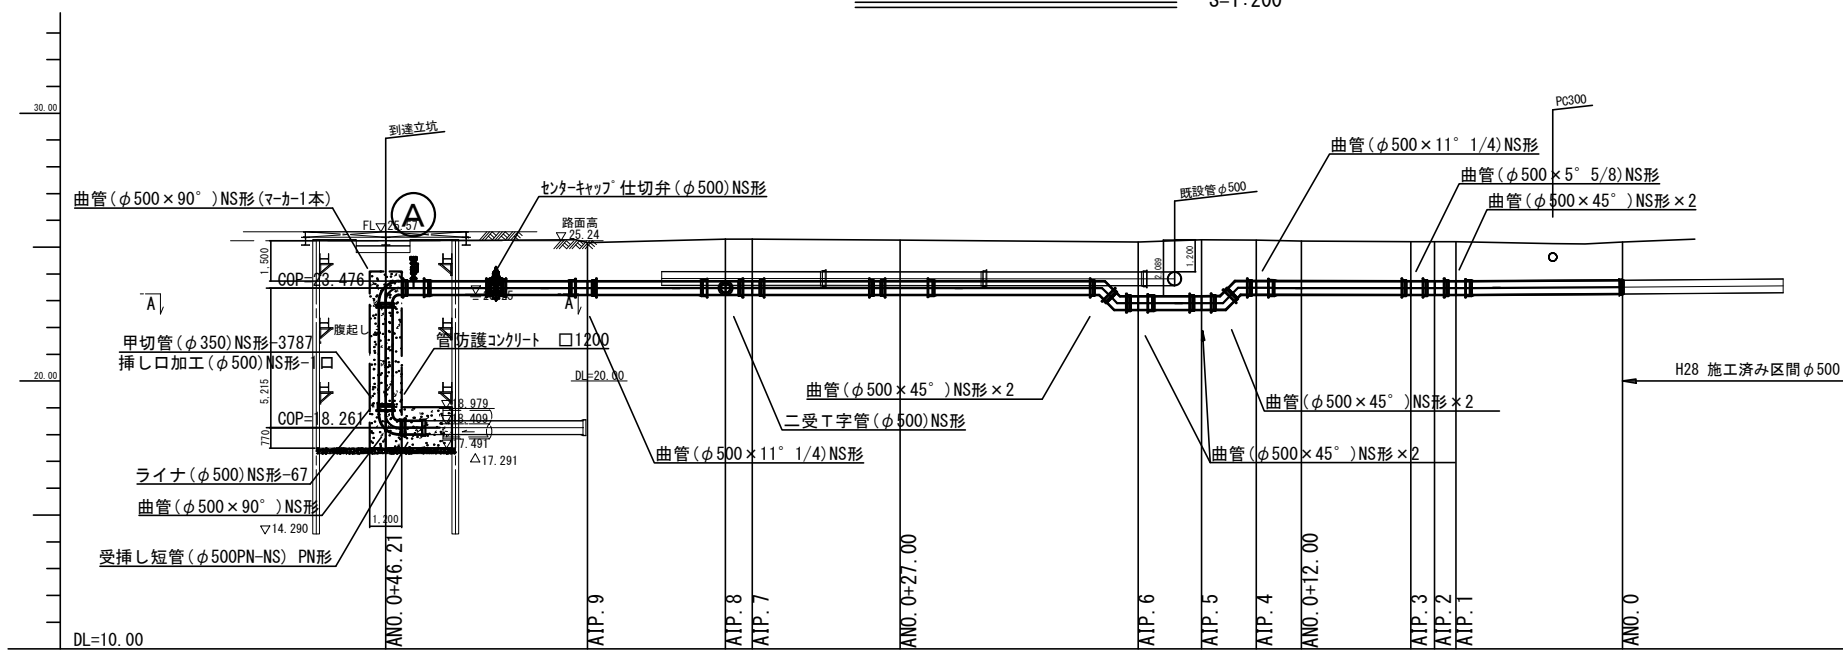 S=1:200
30.00
到達立坑
PC300
曲管(φ500×11°1/4)NS形
曲管(φ500×5°5/8)NS形
曲管(φ500×45°)NS形×2
既設管φ500
センターキャップ仕切弁(φ500)NS形
曲管(φ500×90°)NS形(マーカー1本)
A
FL▽25.57
路面高
▽25.24
1.500
1.200
2.089
COP=23.476
A
A
腹起し
甲切管(φ350)NS形-3787
挿し口加工(φ500)NS形-1口
管防護コンクリート □1200
20.00
DL=20.00
H28 施工済み区間φ500
5.215
曲管(φ500×45°)NS形×2
曲管(φ500×45°)NS形×2
▽18.979
▽18.409
COP=18.261
二受T字管(φ500)NS形
770
17.491
△17.291
曲管(φ500×11°1/4)NS形
曲管(φ500×45°)NS形×2
ライナ(φ500)NS形-67
曲管(φ500×90°)NS形
1.200
▽14.290
受挿し短管(φ500PN-NS) PN形
DL=10.00
ANO.0+46.21
AIP.9
AIP.8
AIP.7
ANO.0+27.00
AIP.6
AIP.5
AIP.4
ANO.0+12.00
AIP.3
AIP.2
AIP.1
ANO.0